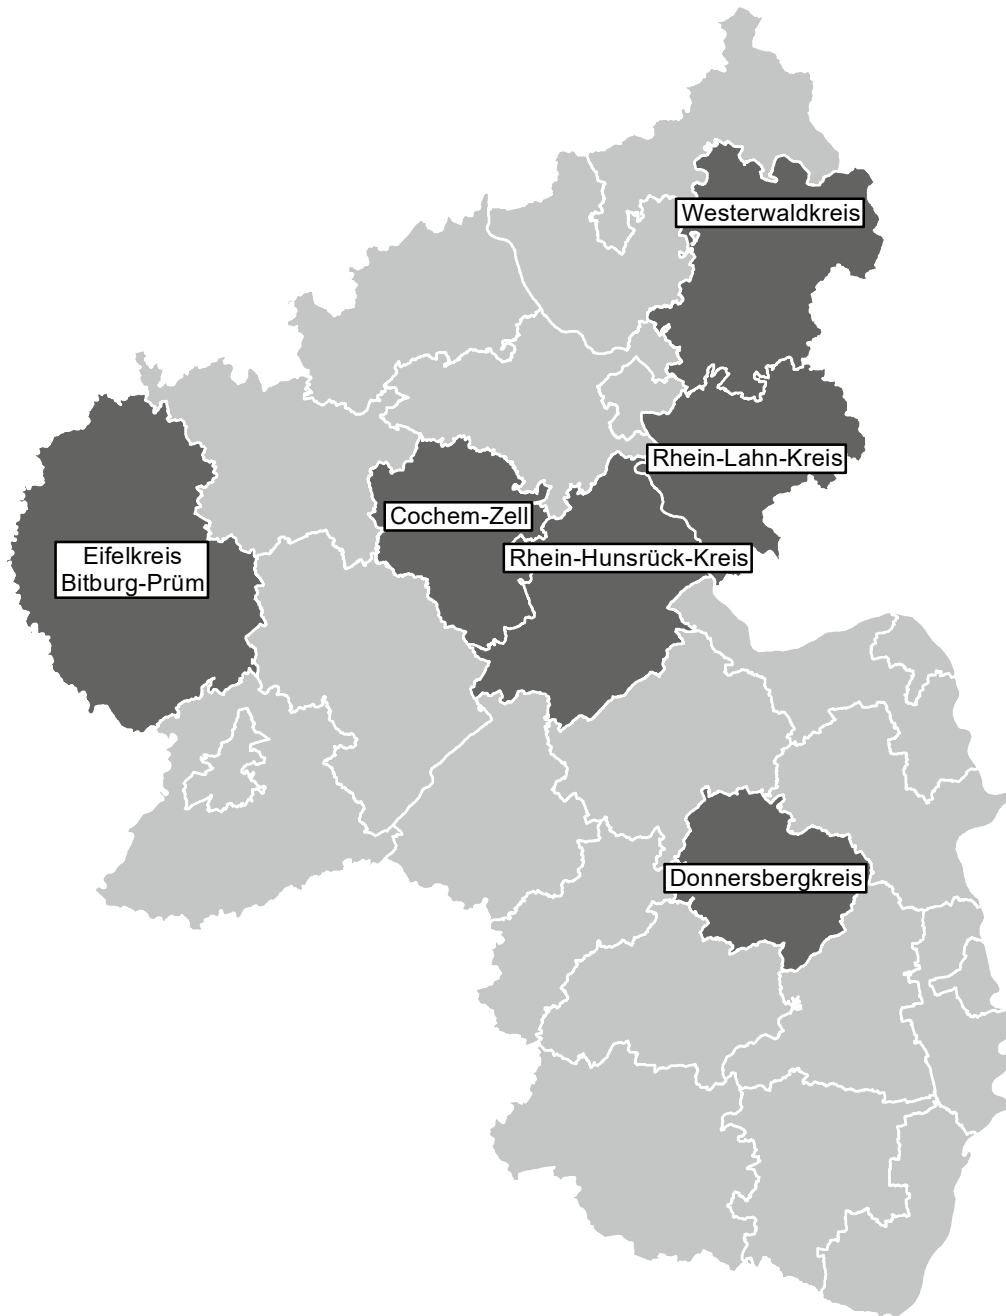 Westerwaldkreis
Rhein-Lahn-Kreis
Cochem-Zell
Rhein-Hunsrück-Kreis
Eifelkreis
Bitburg-Prüm
Donnersbergkreis